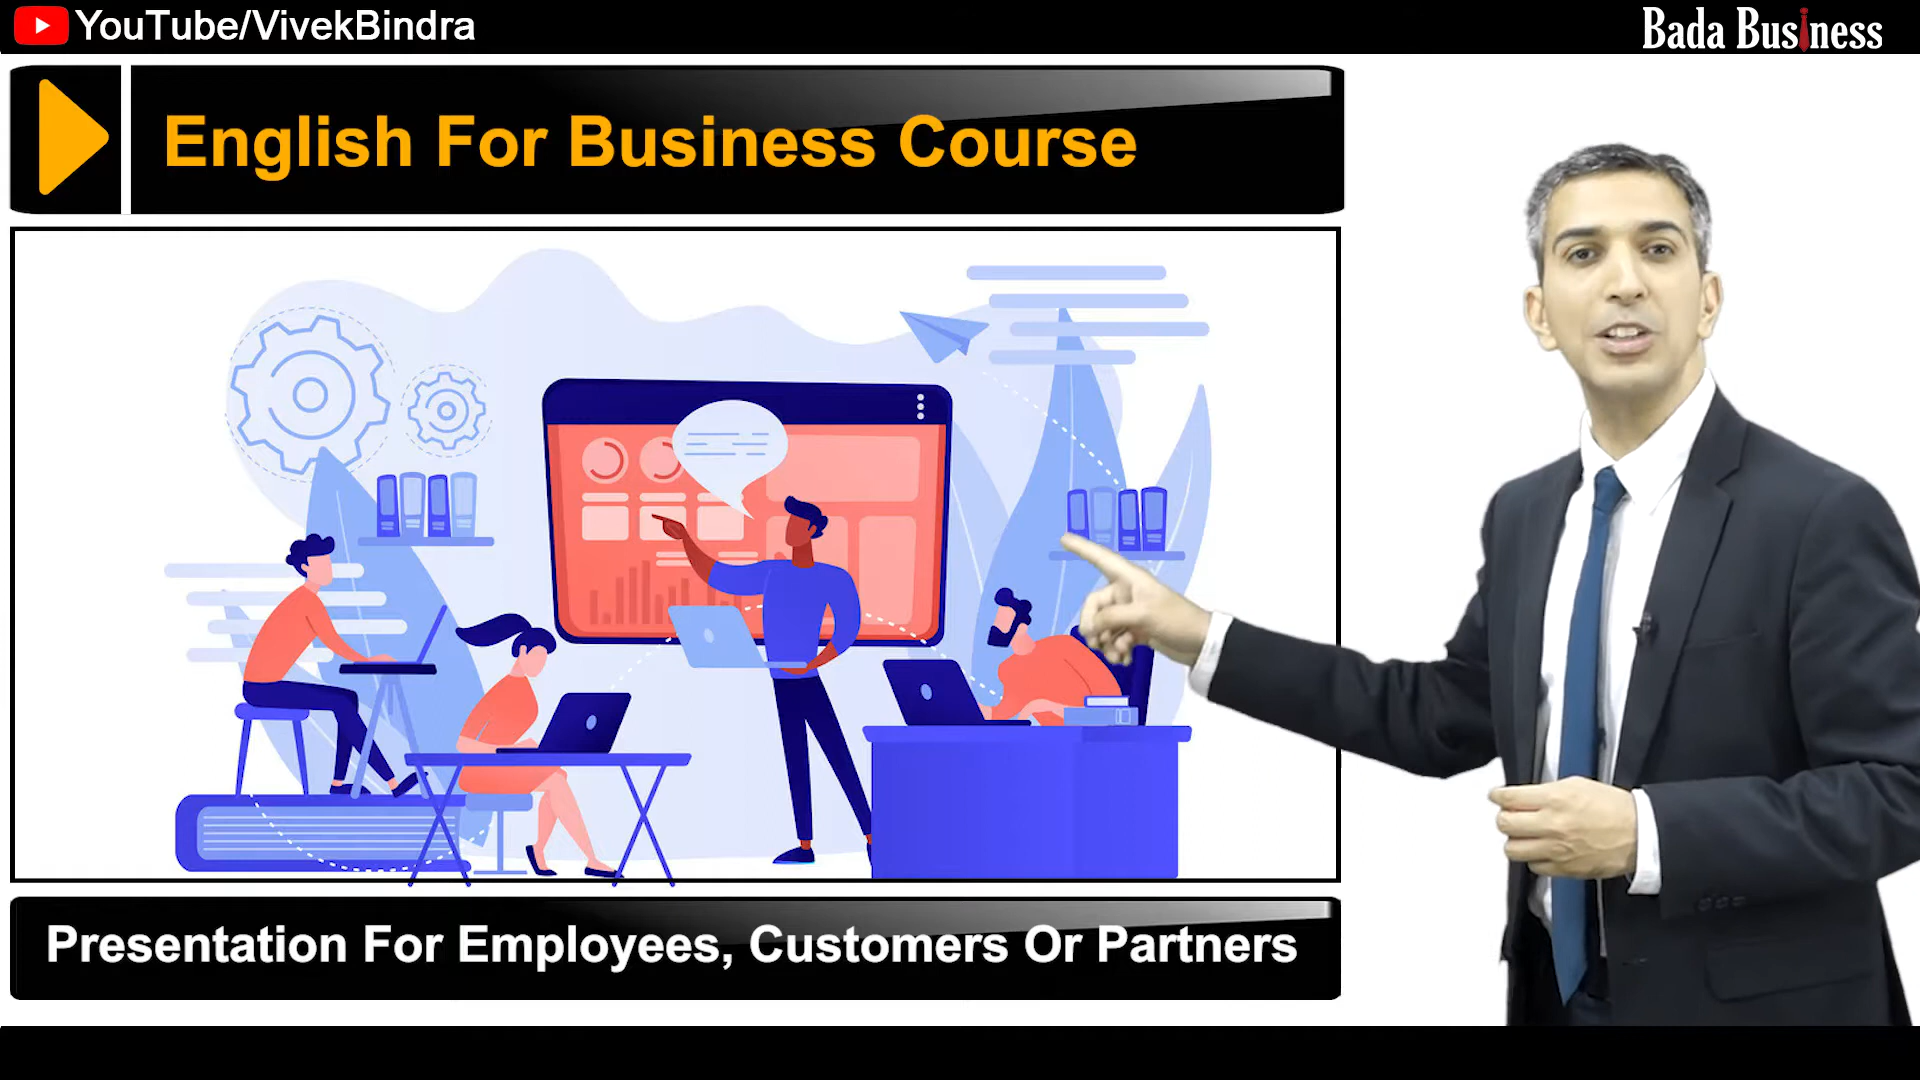 YouTube/VivekBindra
Bada Business
English For Business Course
Presentation For Employees, Customers Or Partners